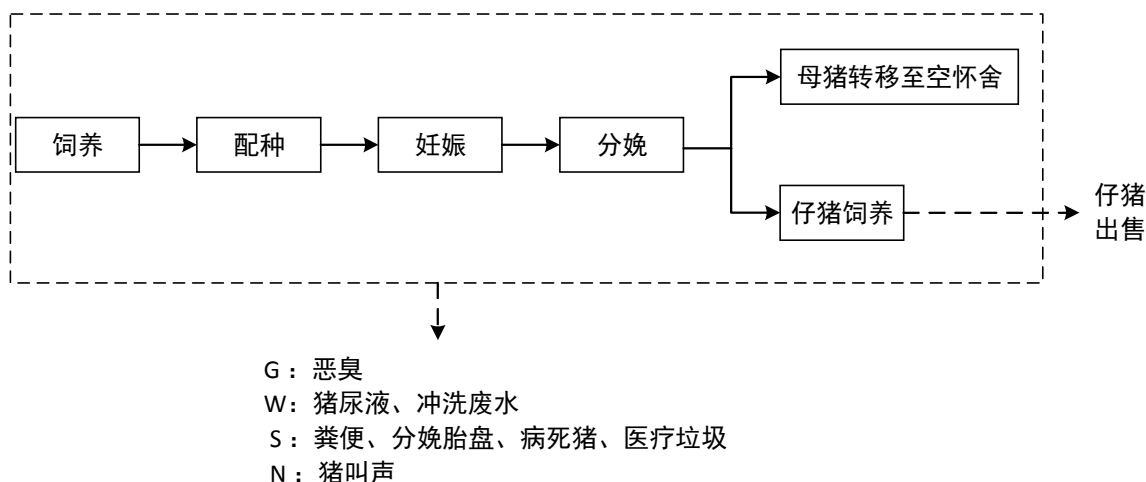 母猪转移至空怀舍
饲养
配种
妊娠
分娩
仔猪饲养
仔猪
出售
G：恶臭
W：猪尿液、冲洗废水
S：粪便、分娩胎盘、病死猪、医疗垃圾
N：猪叫声